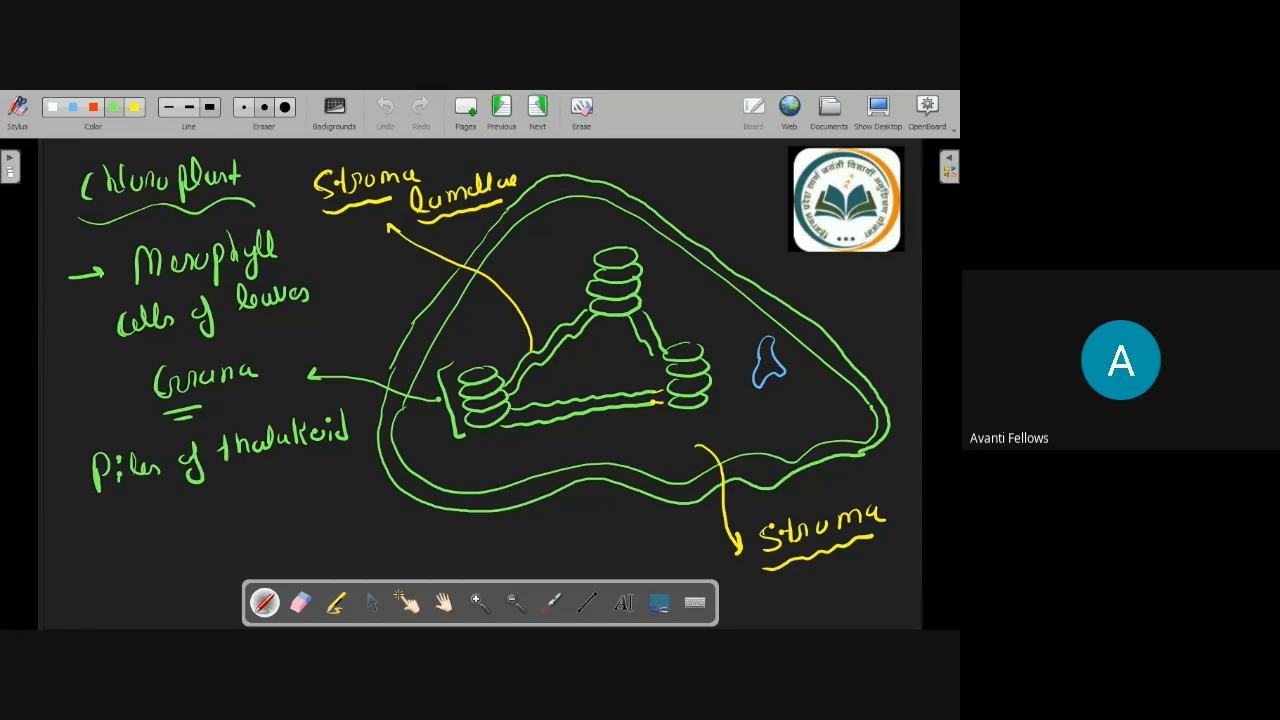 Stylus
Color
Line
Eraser
Backgrounds
Undo
Redo
Pages
Previous
Next
Erase
Board
Web
Documents
Show Desktop
OpenBoard
Chloroplast
Stroma
lamellae
→ Mesophyll
cells of leaves
Grana
Piles of thalakoid
Stroma
A
Avanti Fellows